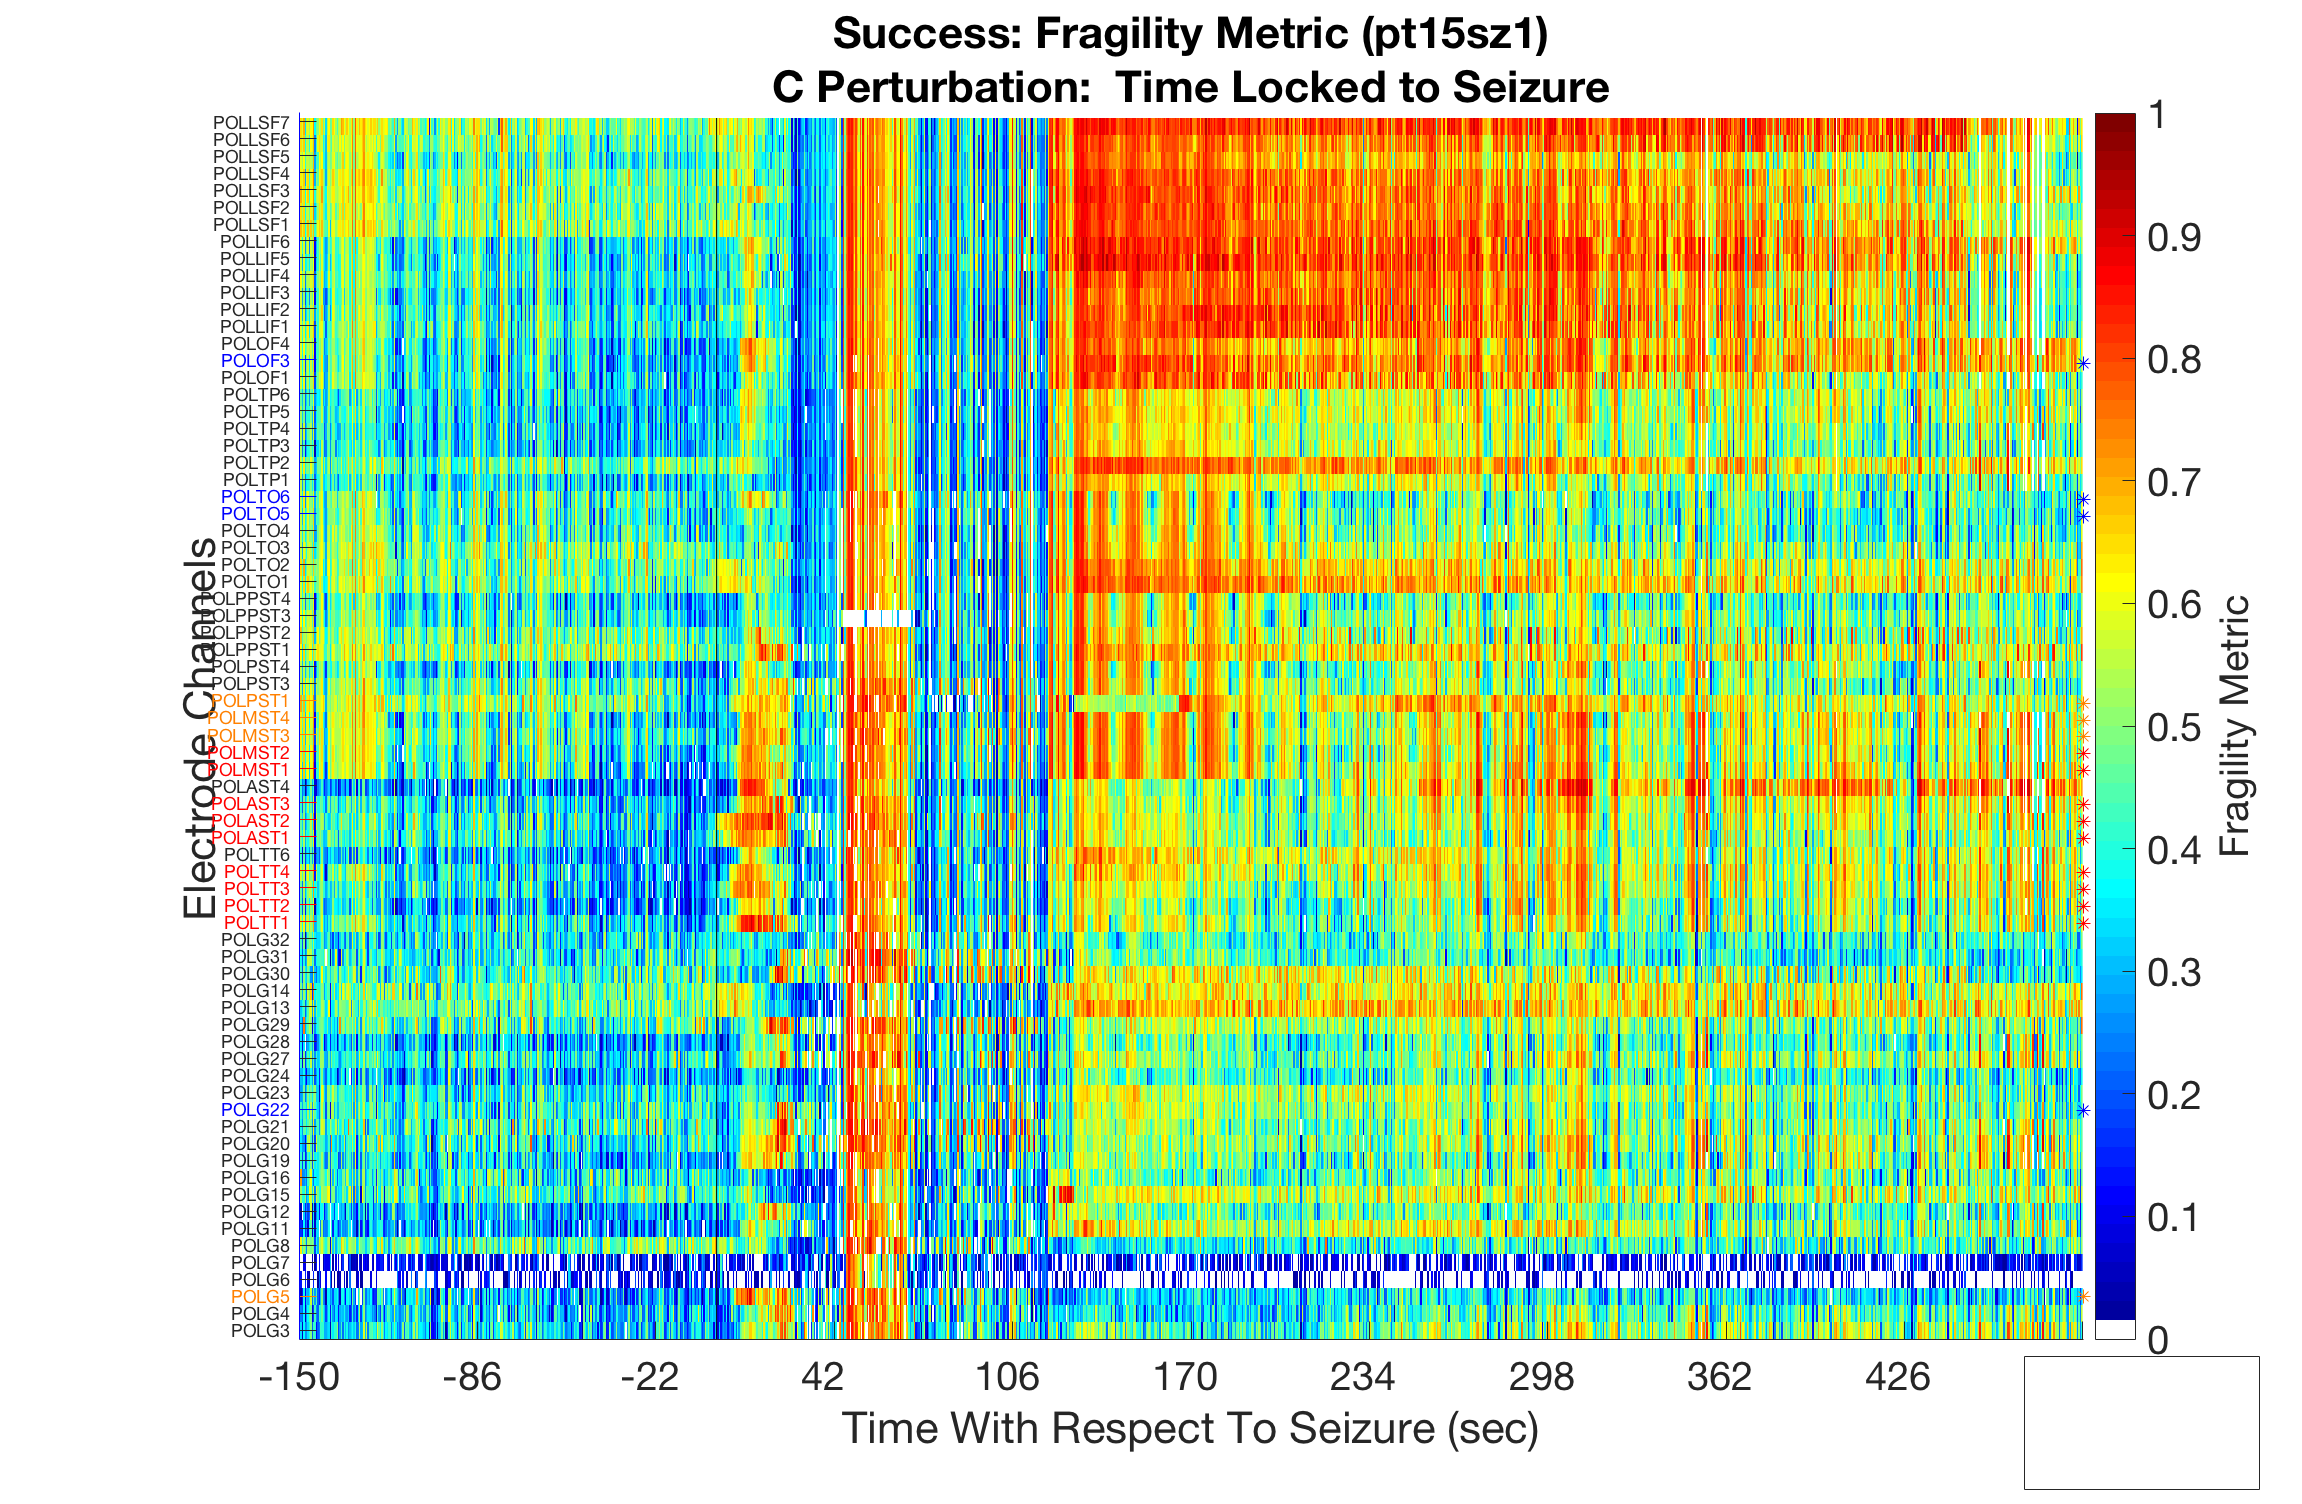 Success: Fragility Metric (pt15sz1)
C Perturbation:  Time Locked to Seizure
Electrode Channels
POLLSF7
POLLSF6
POLLSF5
POLLSF4
POLLSF3
POLLSF2
POLLSF1
POLLIF6
POLLIF5
POLLIF4
POLLIF3
POLLIF2
POLLIF1
POLOF4
POLOF3
POLOF1
POLTP6
POLTP5
POLTP4
POLTP3
POLTP2
POLTP1
POLTO6
POLTO5
POLTO4
POLTO3
POLTO2
POLTO1
POLPPST4
POLPPST3
POLPPST2
POLPPST1
POLPST4
POLPST3
POLPST1
POLMST4
POLMST3
POLMST2
POLMST1
POLAST4
POLAST3
POLAST2
POLAST1
POLTT6
POLTT4
POLTT3
POLTT2
POLTT1
POLG32
POLG31
POLG30
POLG14
POLG13
POLG29
POLG28
POLG27
POLG24
POLG23
POLG22
POLG21
POLG20
POLG19
POLG16
POLG15
POLG12
POLG11
POLG8
POLG7
POLG6
POLG5
POLG4
POLG3
-150 -86 -22 42 106 170 234 298 362 426
Time With Respect To Seizure (sec)
1
0.9
0.8
0.7
0.6
0.5
0.4
0.3
0.2
0.1
0
Fragility Metric